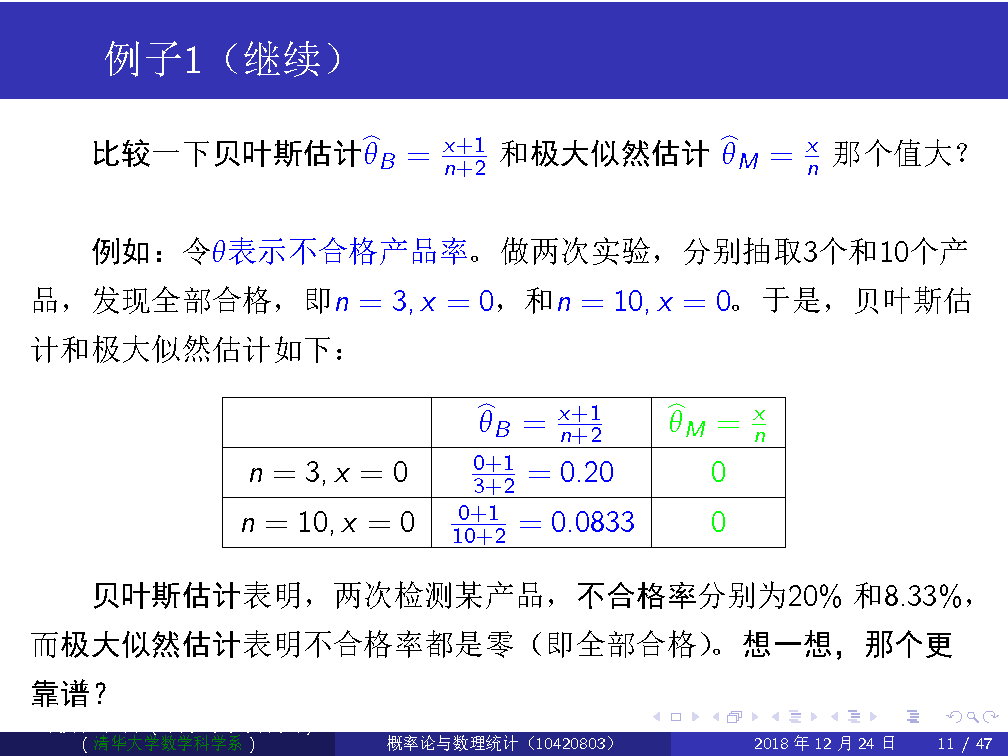 例子1（继续）
比较一下贝叶斯估计θ̂_B = (x+1)/(n+2) 和极大似然估计 θ̂_M = x/n 那个值大？
例如：令θ表示不合格产品率。做两次实验，分别抽取3个和10个产
品，发现全部合格，即n = 3, x = 0，和n = 10, x = 0。于是，贝叶斯估
计和极大似然估计如下：
θ̂_B = (x+1)/(n+2) θ̂_M = x/n
n = 3, x = 0 (0+1)/(3+2) = 0.20 0
n = 10, x = 0 (0+1)/(10+2) = 0.0833 0
贝叶斯估计表明，两次检测某产品，不合格率分别为20% 和8.33%，
而极大似然估计表明不合格率都是零（即全部合格）。想一想，那个更
靠谱？
( 清华大学数学科学系 ) 概率论与数理统计（10420803） 2018 年 12 月 24 日 11 / 47